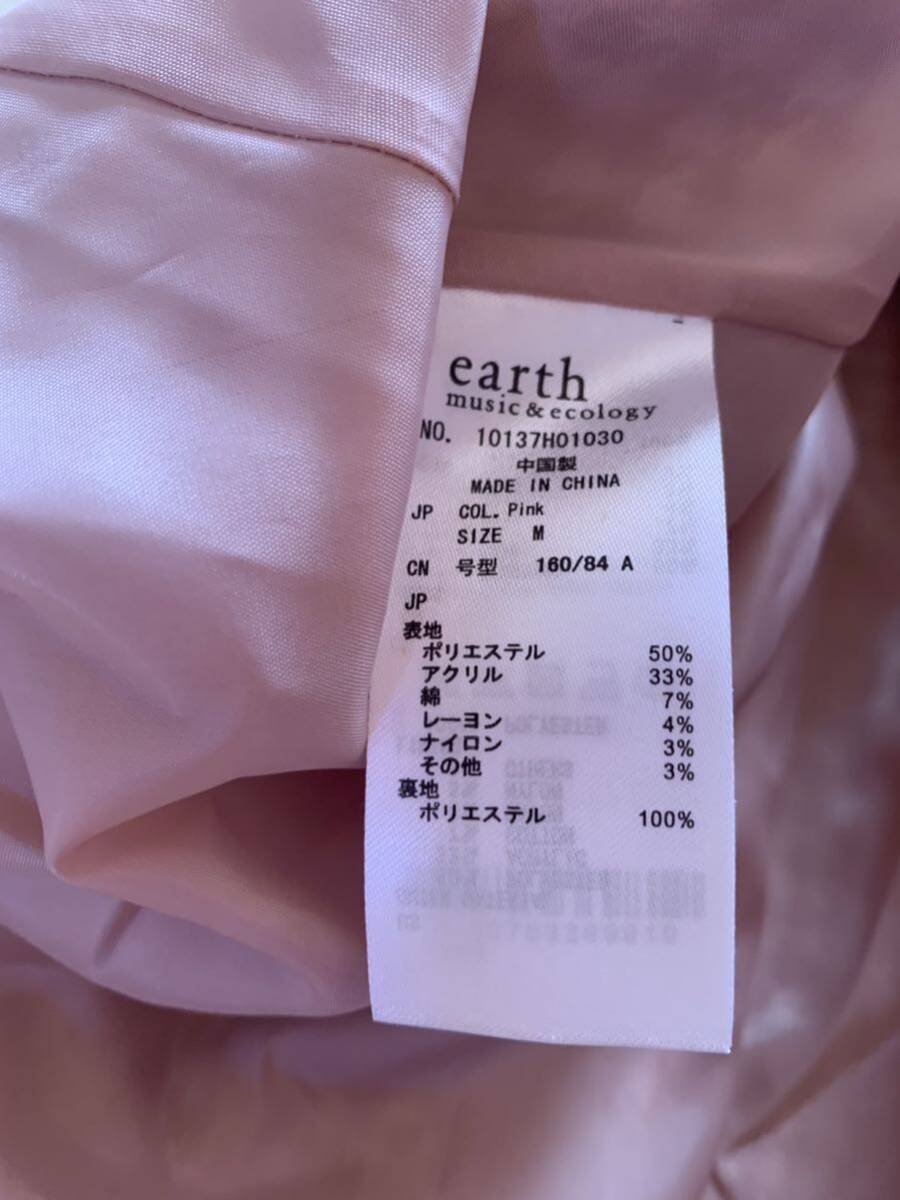 earth
music&ecology
NO. 10137H01030
中国製
MADE IN CHINA
JP COL. Pink
SIZE M
CN 号型 160/84 A
JP
表地
ポリエステル 50%
アクリル 33%
綿 7%
レーヨン 4%
ナイロン 3%
その他 3%
裏地
ポリエステル 100%